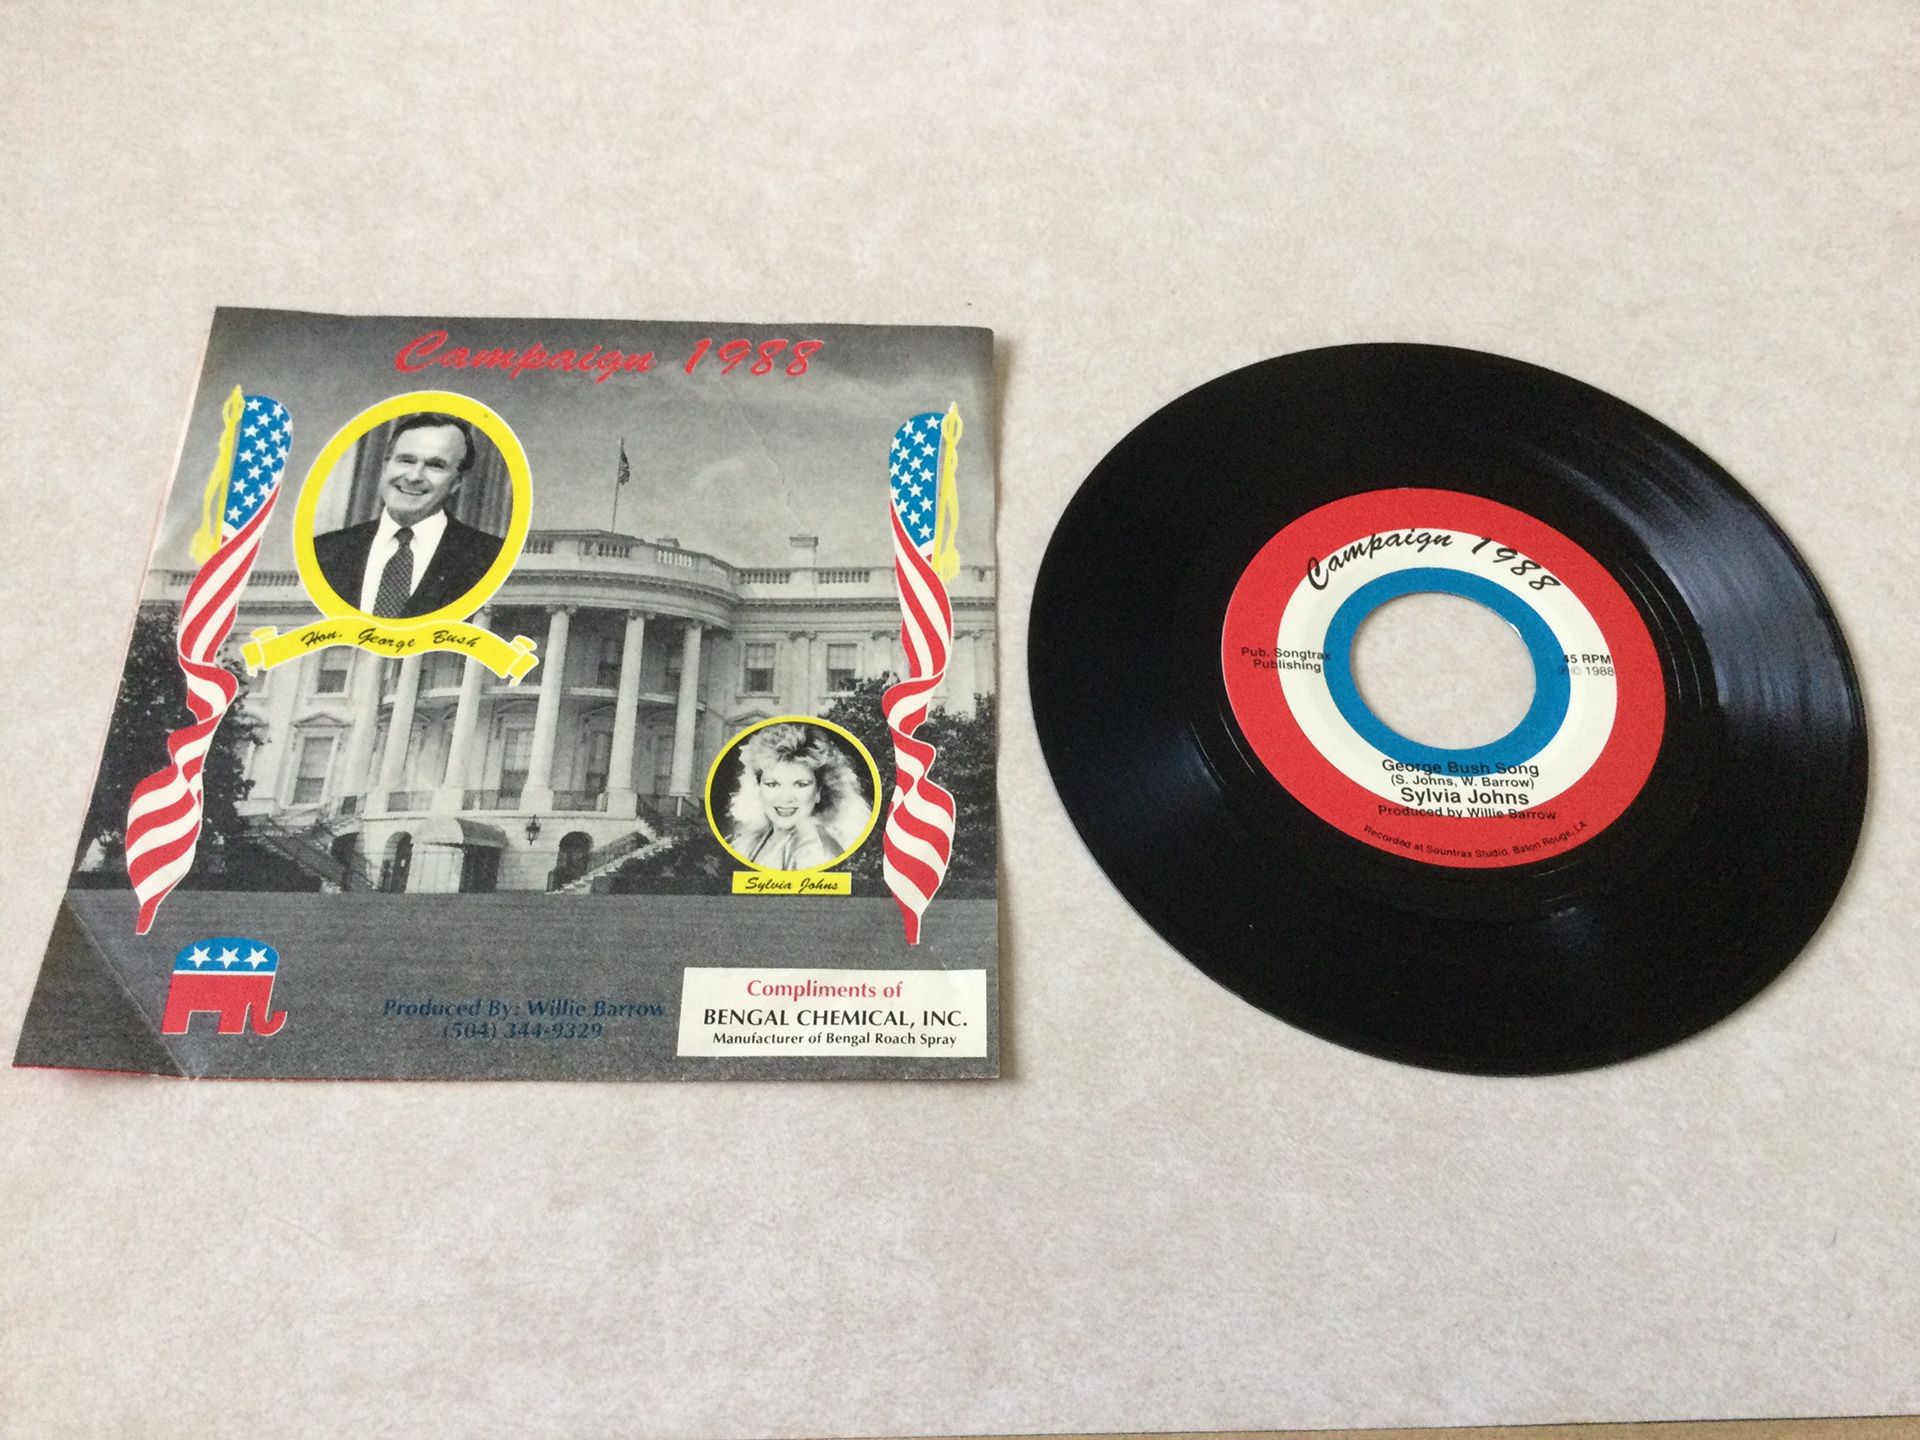 Campaign 1988
Hon. George Bush
Sylvia Johns
Produced By: Willie Barrow
(504) 344-9329
Compliments of
BENGAL CHEMICAL, INC.
Manufacturer of Bengal Roach Spray
Campaign 1988
Pub. Songtrax
Publishing
45 RPM
℗ © 1988
George Bush Song
(S. Johns, W. Barrow)
Sylvia Johns
Produced by Willie Barrow
Recorded at Sountrax Studio, Baton Rouge, LA